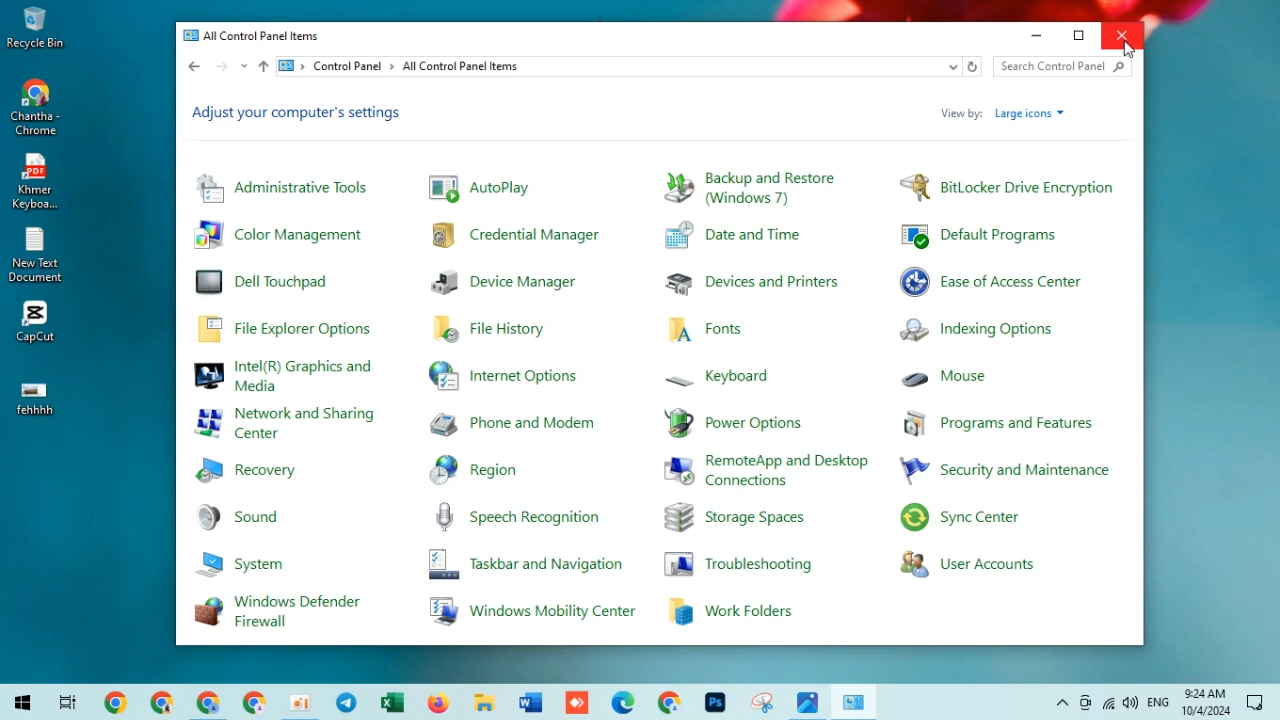 Recycle Bin
Chantha -
Chrome
Khmer
Keyboa...
New Text
Document
CapCut
fehhhh
All Control Panel Items
Control Panel > All Control Panel Items
Search Control Panel
Adjust your computer's settings
View by: Large icons
Administrative Tools
AutoPlay
Backup and Restore
(Windows 7)
BitLocker Drive Encryption
Color Management
Credential Manager
Date and Time
Default Programs
Dell Touchpad
Device Manager
Devices and Printers
Ease of Access Center
File Explorer Options
File History
Fonts
Indexing Options
Intel(R) Graphics and
Media
Internet Options
Keyboard
Mouse
Network and Sharing
Center
Phone and Modem
Power Options
Programs and Features
Recovery
Region
RemoteApp and Desktop
Connections
Security and Maintenance
Sound
Speech Recognition
Storage Spaces
Sync Center
System
Taskbar and Navigation
Troubleshooting
User Accounts
Windows Defender
Firewall
Windows Mobility Center
Work Folders
ENG
9:24 AM
10/4/2024